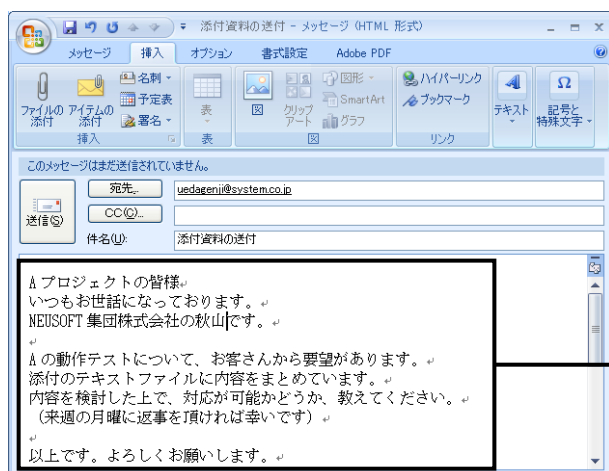 添付資料の送付 - メッセージ (HTML 形式)
メッセージ 挿入 オプション 書式設定 Adobe PDF
ファイルの添付 アイテムの添付 名刺 予定表 署名 表 図 クリップアート 図形 SmartArt グラフ ハイパーリンク ブックマーク テキスト 記号と特殊文字
挿入 表 図 リンク
このメッセージはまだ送信されていません。
宛先... uedagenji@system.co.jp
送信(S) CC(C)...
件名(U): 添付資料の送付
Aプロジェクトの皆様
いつもお世話になっております。
NEUSOFT 集団株式会社の秋山です。
Aの動作テストについて、お客さんから要望があります。
添付のテキストファイルに内容をまとめています。
内容を検討した上で、対応が可能かどうか、教えてください。
（来週の月曜に返事を頂ければ幸いです）
以上です。よろしくお願いします。